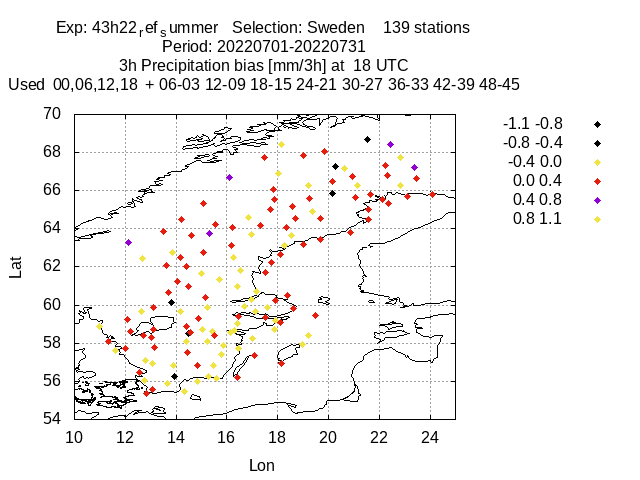 Exp: 43h22refsummer Selection: Sweden 139 stations
Period: 20220701-20220731
3h Precipitation bias [mm/3h] at 18 UTC
Used 00,06,12,18 + 06-03 12-09 18-15 24-21 30-27 36-33 42-39 48-45
-1.1 -0.8
-0.8 -0.4
-0.4 0.0
0.0 0.4
0.4 0.8
0.8 1.1
70
68
66
64
62
60
58
56
54
Lat
10 12 14 16 18 20 22 24
Lon